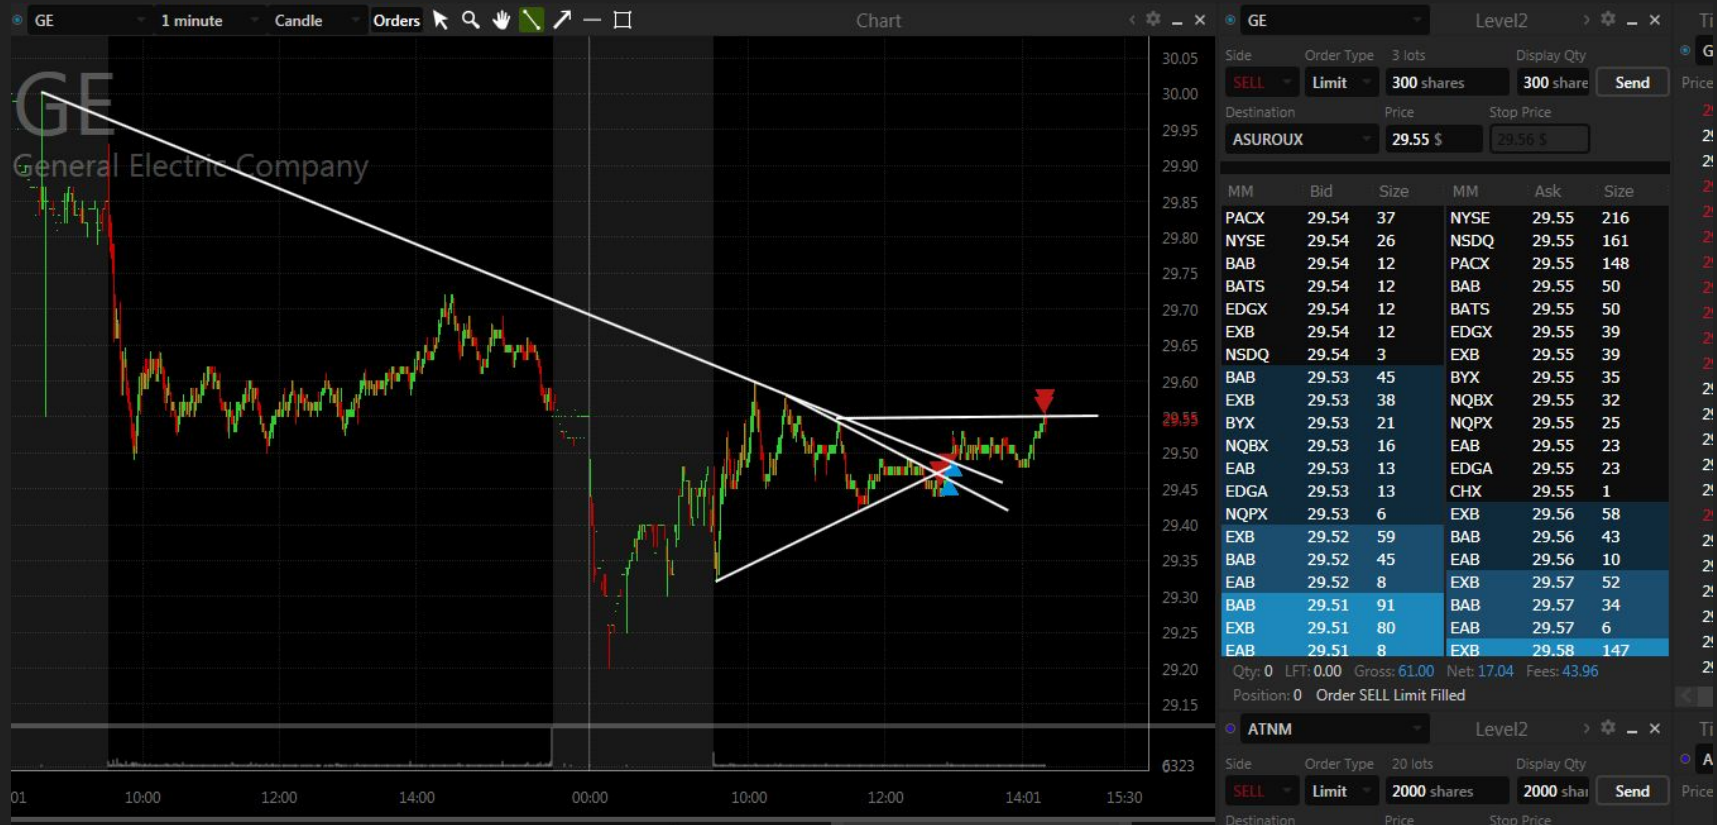 GE 1 minute Candle Orders Chart
GE
General Electric Company
30.05
30.00
29.95
29.90
29.85
29.80
29.75
29.70
29.65
29.60
29.55
29.50
29.45
29.40
29.35
29.30
29.25
29.20
29.15
6323
01 10:00 12:00 14:00 00:00 10:00 12:00 14:01 15:30
GE Level2
Side Order Type 3 lots Display Qty
SELL Limit 300 shares 300 share Send
Destination Price Stop Price
ASUROUX 29.55 $ 29.56 $
MM Bid Size MM Ask Size
PACX 29.54 37 NYSE 29.55 216
NYSE 29.54 26 NSDQ 29.55 161
BAB 29.54 12 PACX 29.55 148
BATS 29.54 12 BAB 29.55 50
EDGX 29.54 12 BATS 29.55 50
EXB 29.54 12 EDGX 29.55 39
NSDQ 29.54 3 EXB 29.55 39
BAB 29.53 45 BYX 29.55 35
EXB 29.53 38 NQBX 29.55 32
BYX 29.53 21 NQPX 29.55 25
NQBX 29.53 16 EAB 29.55 23
EAB 29.53 13 EDGA 29.55 23
EDGA 29.53 13 CHX 29.55 1
NQPX 29.53 6 EXB 29.56 58
EXB 29.52 59 BAB 29.56 43
BAB 29.52 45 EAB 29.56 10
EAB 29.52 8 EXB 29.57 52
BAB 29.51 91 BAB 29.57 34
EXB 29.51 80 EAB 29.57 6
EAB 29.51 8 EXB 29.58 147
Qty: 0 LFT: 0.00 Gross: 61.00 Net: 17.04 Fees: 43.96
Position: 0 Order SELL Limit Filled
ATNM Level2
Side Order Type 20 lots Display Qty
SELL Limit 2000 shares 2000 shar Send
Destination Price Stop Price
Price
Price